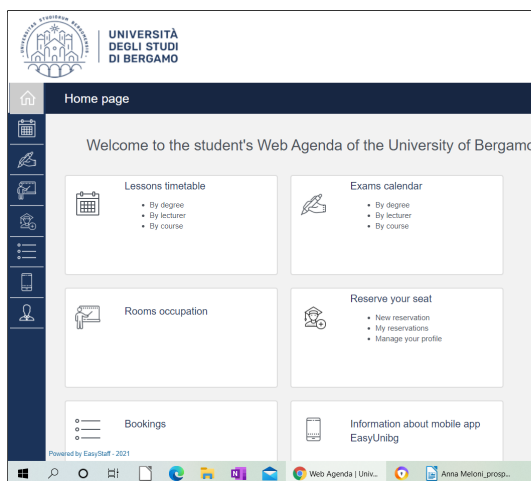 UNIVERSITÀ
DEGLI STUDI
DI BERGAMO
Home page
Welcome to the student's Web Agenda of the University of Bergamo
Lessons timetable
By degree
By lecturer
By course
Exams calendar
By degree
By lecturer
By course
Rooms occupation
Reserve your seat
New reservation
My reservations
Manage your profile
Bookings
Information about mobile app
EasyUnibg
Powered by EasyStaff - 2021
Web Agenda | Univ...
Anna Meloni_prosp...